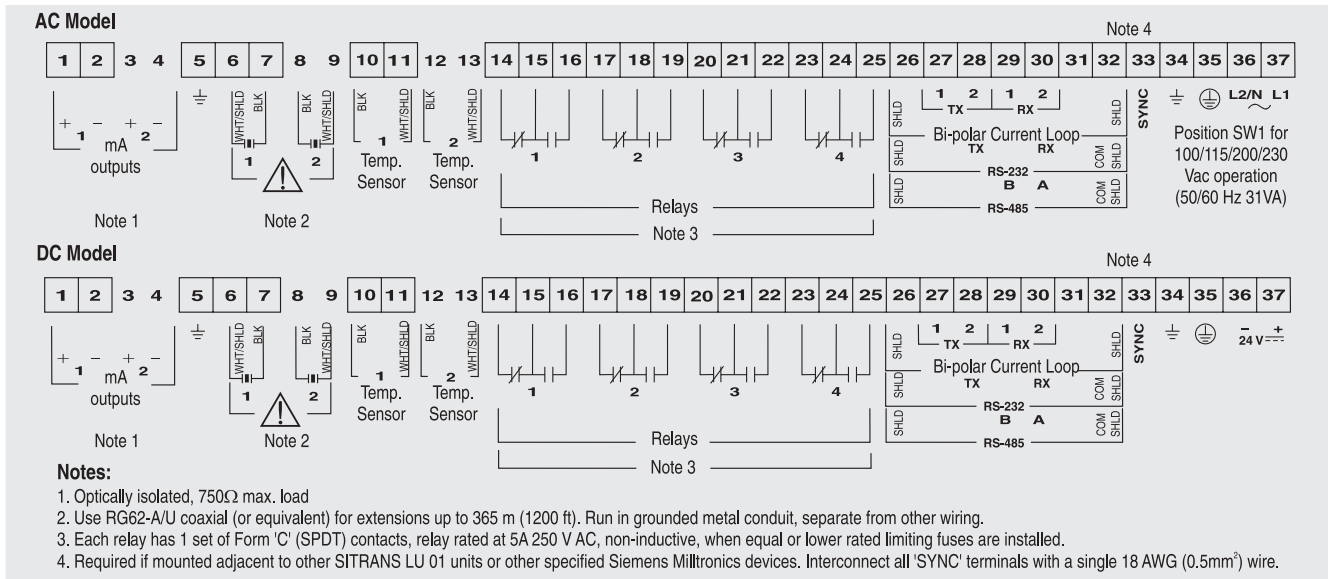 AC Model
Note 4
1 2 3 4 5 6 7 8 9 10 11 12 13 14 15 16 17 18 19 20 21 22 23 24 25 26 27 28 29 30 31 32 33 34 35 36 37
WHT/SHLD BLK BLK WHT/SHLD BLK WHT/SHLD BLK WHT/SHLD SHLD 1 2 1 2 SHLD SYNC L2/N L1
TX RX
+ 1 - + 2 -
mA
outputs
1 2
1
Temp.
Sensor
2
Temp.
Sensor
1 2 3 4
Bi-polar Current Loop
SHLD TX RX COM SHLD
RS-232
SHLD B A COM SHLD
RS-485
Position SW1 for
100/115/200/230
Vac operation
(50/60 Hz 31VA)
Relays
Note 1 Note 2 Note 3
DC Model
Note 4
1 2 3 4 5 6 7 8 9 10 11 12 13 14 15 16 17 18 19 20 21 22 23 24 25 26 27 28 29 30 31 32 33 34 35 36 37
WHT/SHLD BLK BLK WHT/SHLD BLK WHT/SHLD BLK WHT/SHLD SHLD 1 2 1 2 SHLD SYNC - +
24 V
TX RX
+ 1 - + 2 -
mA
outputs
1 2
1
Temp.
Sensor
2
Temp.
Sensor
1 2 3 4
Bi-polar Current Loop
SHLD TX RX COM SHLD
RS-232
SHLD B A COM SHLD
RS-485
Relays
Note 1 Note 2 Note 3
Notes:
1. Optically isolated, 750Ω max. load
2. Use RG62-A/U coaxial (or equivalent) for extensions up to 365 m (1200 ft). Run in grounded metal conduit, separate from other wiring.
3. Each relay has 1 set of Form 'C' (SPDT) contacts, relay rated at 5A 250 V AC, non-inductive, when equal or lower rated limiting fuses are installed.
4. Required if mounted adjacent to other SITRANS LU 01 units or other specified Siemens Milltronics devices. Interconnect all 'SYNC' terminals with a single 18 AWG (0.5mm²) wire.